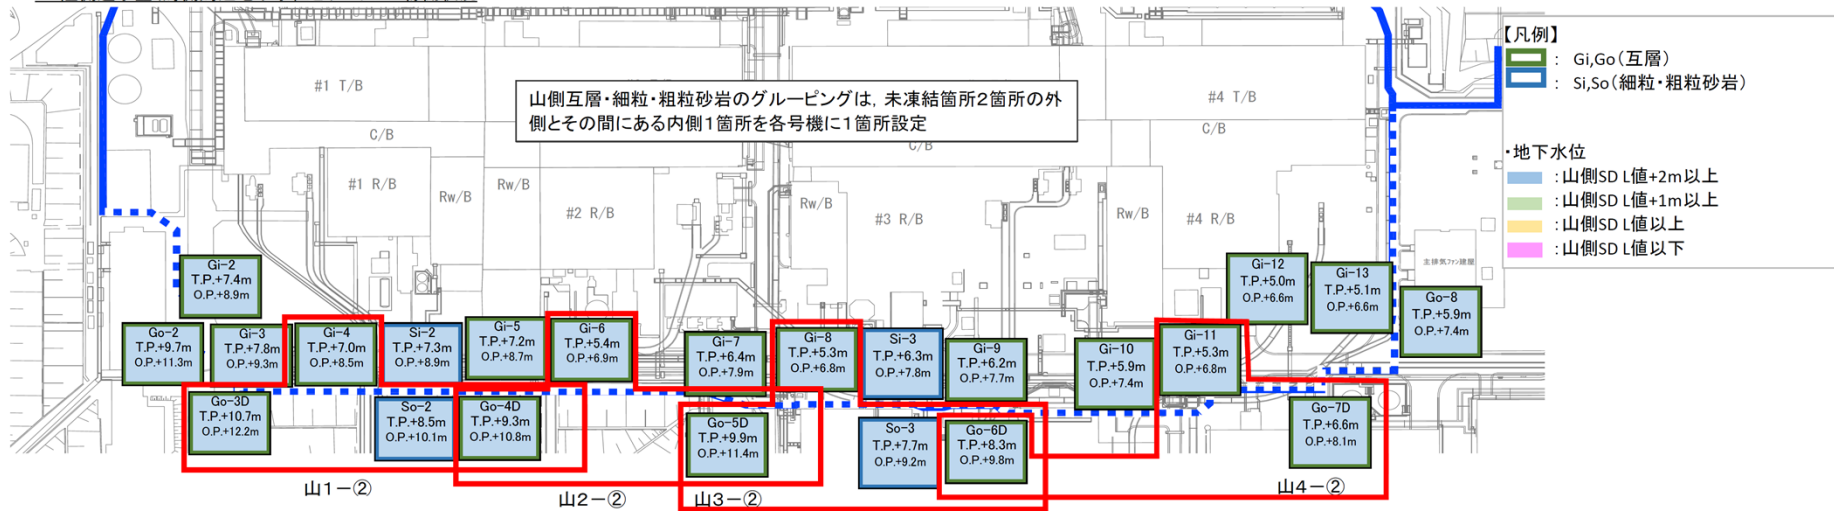 【凡例】
： Gi,Go（互層）
： Si,So（細粒・粗粒砂岩）
・地下水位
：山側SD L値+2m以上
：山側SD L値+1m以上
：山側SD L値以上
：山側SD L値以下
山側互層・細粒・粗粒砂岩のグルーピングは，未凍結箇所２箇所の外
側とその間にある内側１箇所を各号機に１箇所設定
#1 T/B
#4 T/B
C/B
C/B
C/B
#1 R/B
Rw/B
Rw/B
#2 R/B
Rw/B
#3 R/B
Rw/B
#4 R/B
主排気ファン建屋
Gi-2
T.P.+7.4m
O.P.+8.9m
Go-2
T.P.+9.7m
O.P.+11.3m
Gi-3
T.P.+7.8m
O.P.+9.3m
Gi-4
T.P.+7.0m
O.P.+8.5m
Si-2
T.P.+7.3m
O.P.+8.9m
Gi-5
T.P.+7.2m
O.P.+8.7m
Gi-6
T.P.+5.4m
O.P.+6.9m
Gi-7
T.P.+6.4m
O.P.+7.9m
Gi-8
T.P.+5.3m
O.P.+6.8m
Si-3
T.P.+6.3m
O.P.+7.8m
Gi-9
T.P.+6.2m
O.P.+7.7m
Gi-10
T.P.+5.9m
O.P.+7.4m
Gi-11
T.P.+5.3m
O.P.+6.8m
Gi-12
T.P.+5.0m
O.P.+6.6m
Gi-13
T.P.+5.1m
O.P.+6.6m
Go-8
T.P.+5.9m
O.P.+7.4m
Go-3D
T.P.+10.7m
O.P.+12.2m
So-2
T.P.+8.5m
O.P.+10.1m
Go-4D
T.P.+9.3m
O.P.+10.8m
Go-5D
T.P.+9.9m
O.P.+11.4m
So-3
T.P.+7.7m
O.P.+9.2m
Go-6D
T.P.+8.3m
O.P.+9.8m
Go-7D
T.P.+6.6m
O.P.+8.1m
山１－②
山２－②
山３－②
山４－②